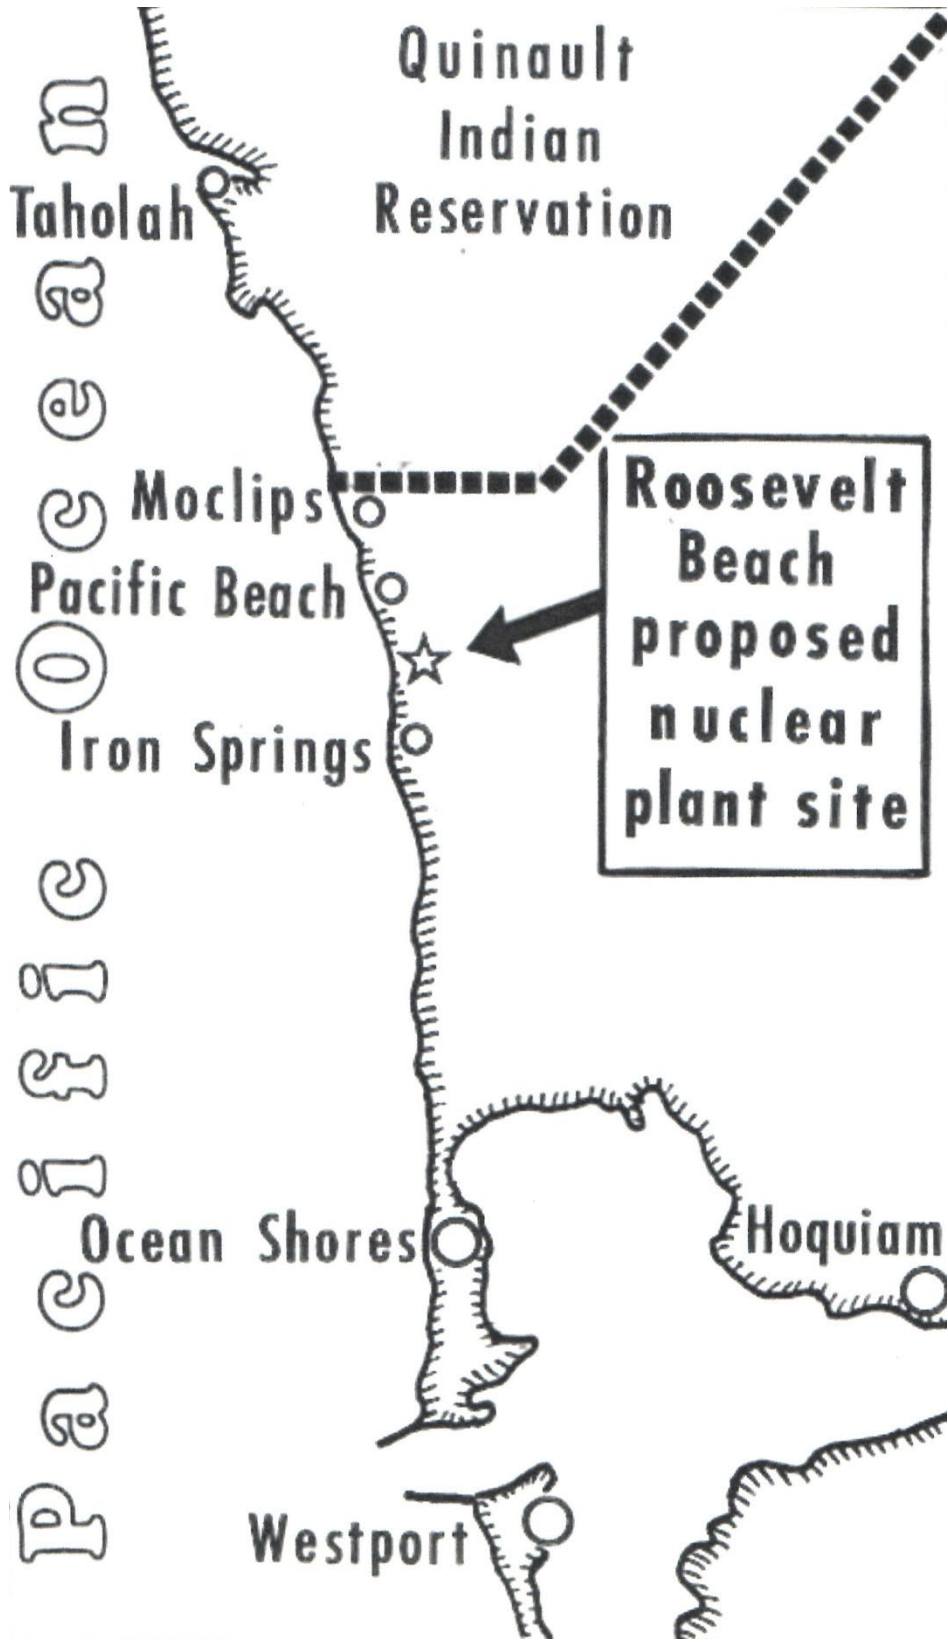 Quinault
Indian
Reservation
Taholah
Moclips
Pacific Beach
Iron Springs
Roosevelt
Beach
proposed
nuclear
plant site
Pacific Ocean
Ocean Shores
Hoquiam
Westport